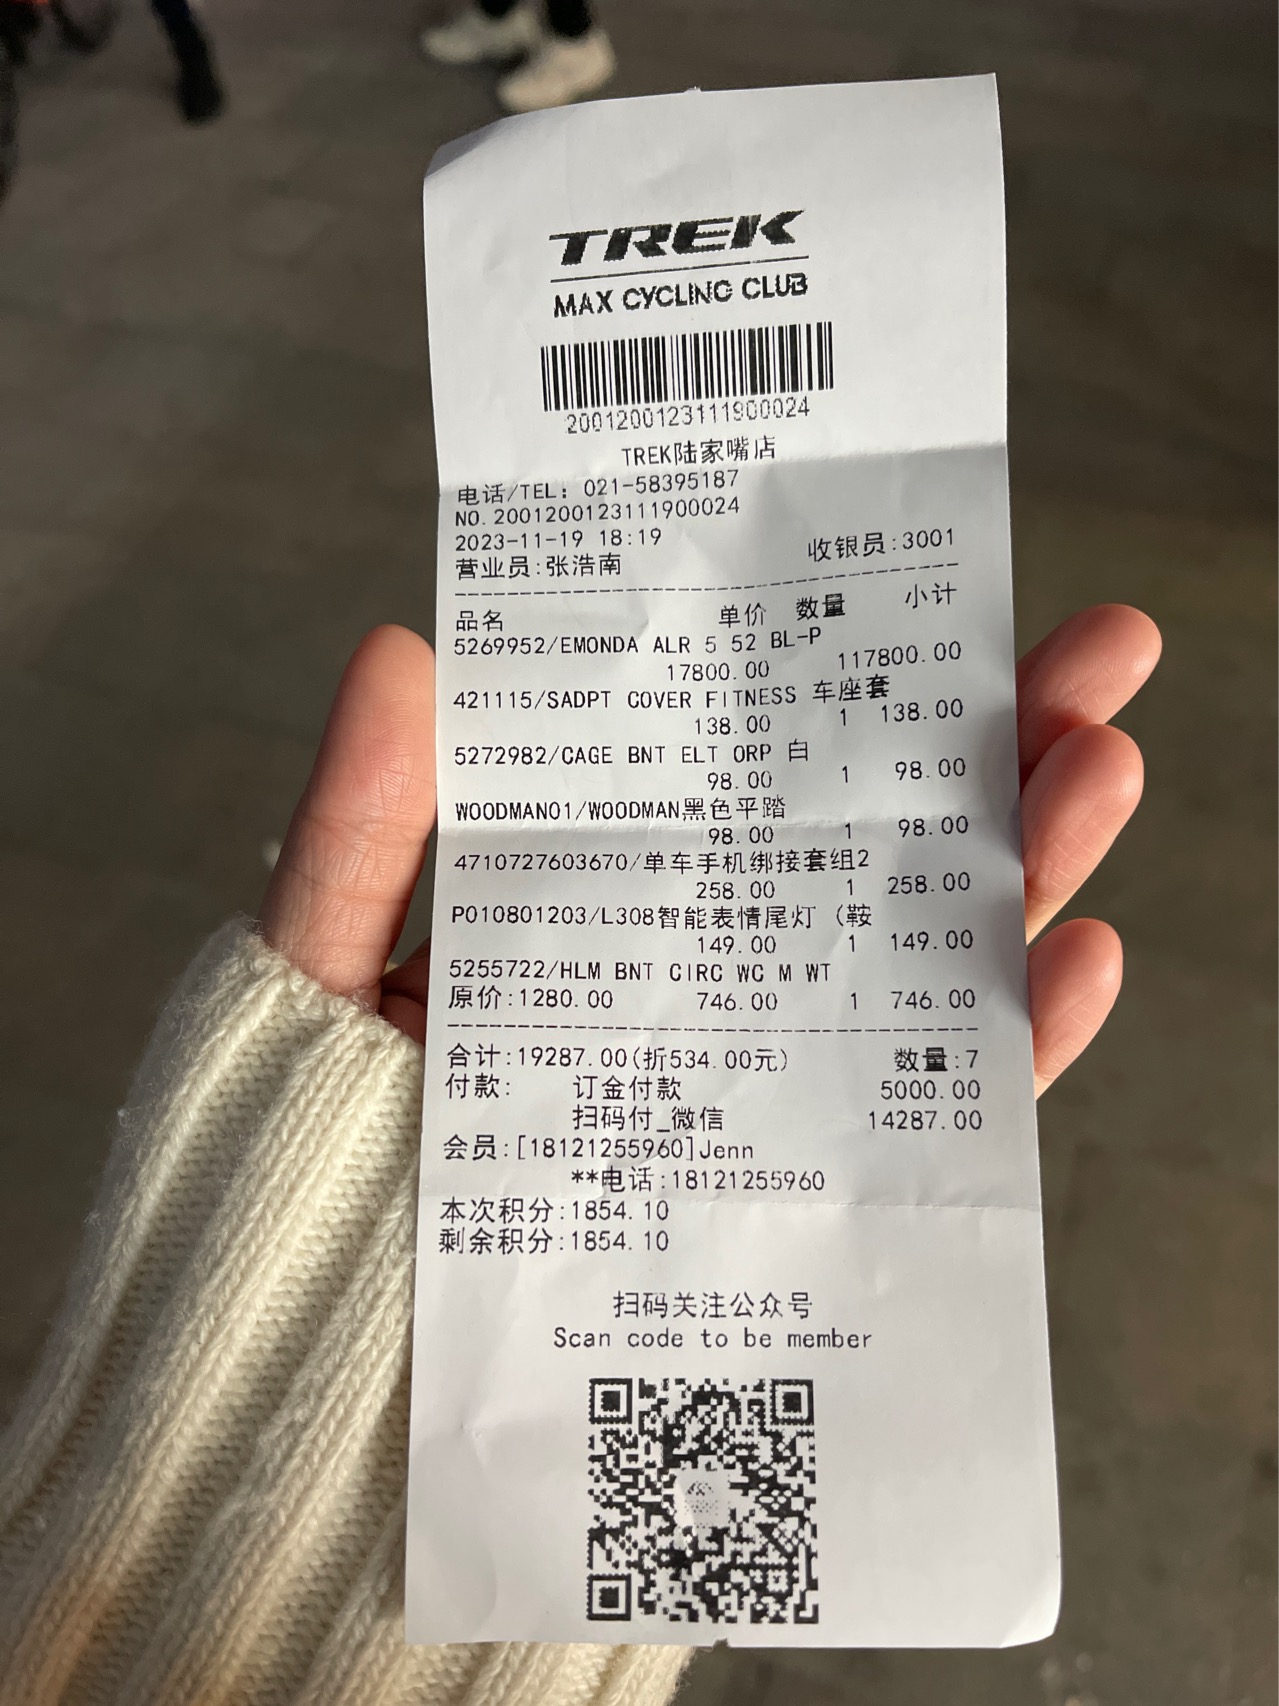 TREK
MAX CYCLING CLUB
2001200123111900024
TREK陆家嘴店
电话/TEL: 021-58395187
NO.2001200123111900024
2023-11-19 18:19
营业员:张浩南 收银员:3001
品名 单价 数量 小计
5269952/EMONDA ALR 5 52 BL-P
17800.00 117800.00
421115/SADPT COVER FITNESS 车座套
138.00 1 138.00
5272982/CAGE BNT ELT ORP 白
98.00 1 98.00
WOODMAN01/WOODMAN黑色平踏
98.00 1 98.00
4710727603670/单车手机绑接套组2
258.00 1 258.00
P010801203/L308智能表情尾灯 (鞍
149.00 1 149.00
5255722/HLM BNT CIRC WC M WT
原价:1280.00 746.00 1 746.00
合计:19287.00(折534.00元) 数量:7
付款: 订金付款 5000.00
扫码付_微信 14287.00
会员:[18121255960]Jenn
**电话:18121255960
本次积分:1854.10
剩余积分:1854.10
扫码关注公众号
Scan code to be member